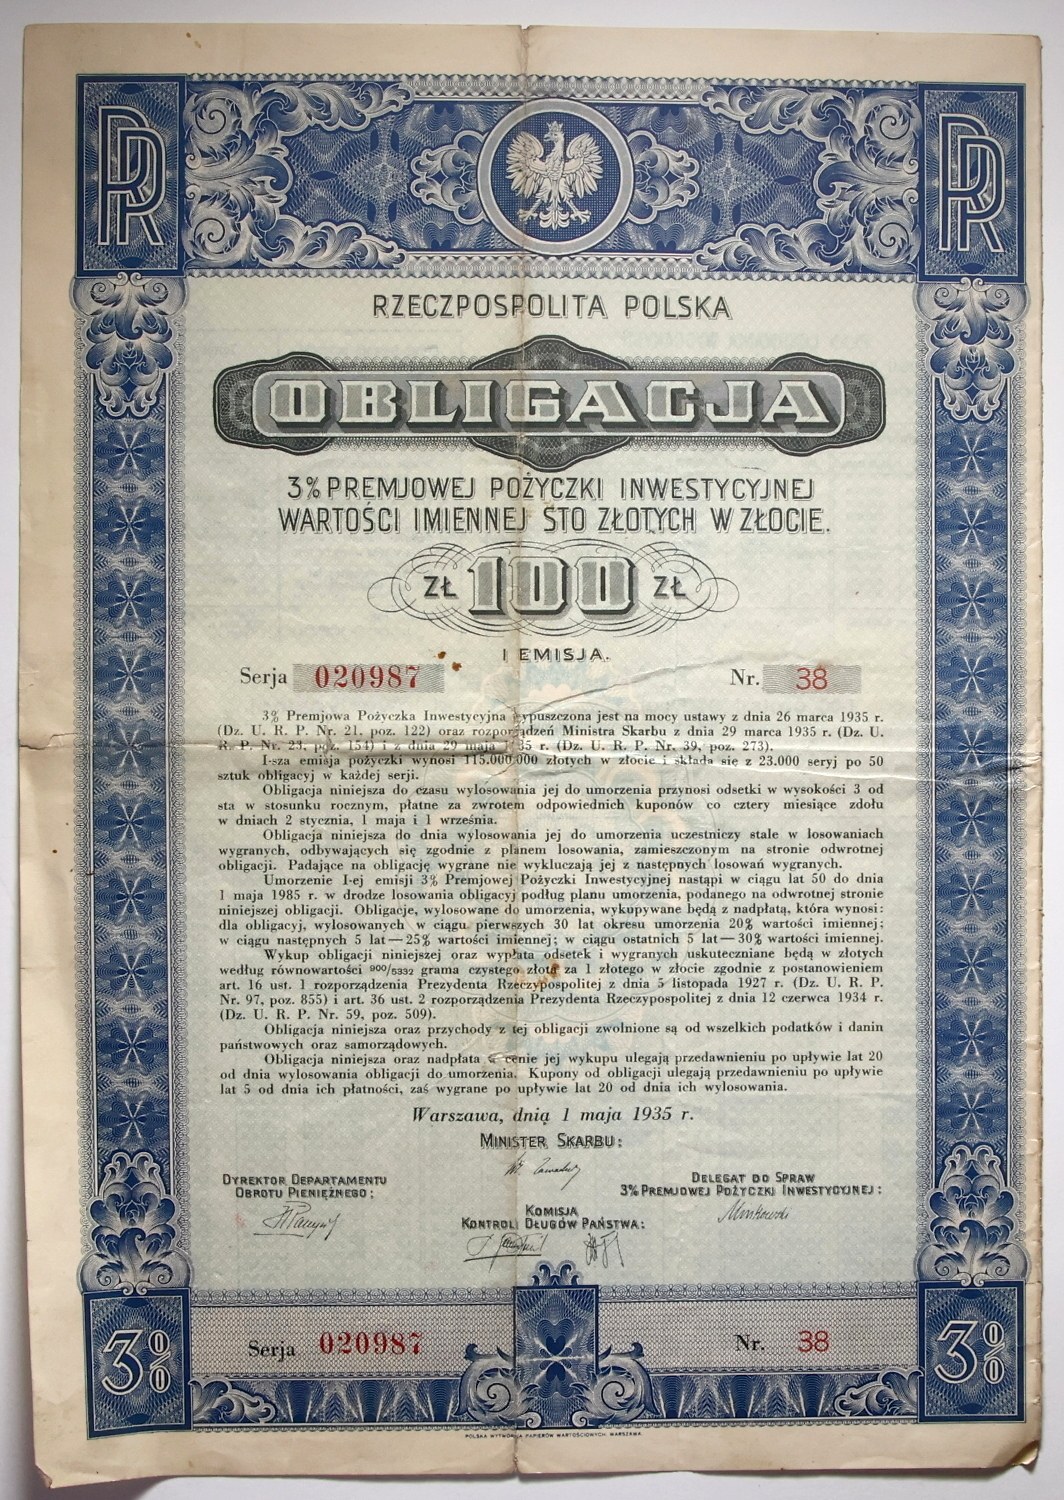 RP
RP
RZECZPOSPOLITA POLSKA
OBLIGACJA
3% PREMJOWEJ POŻYCZKI INWESTYCYJNEJ
WARTOŚCI IMIENNEJ STO ZŁOTYCH W ZŁOCIE.
ZŁ 100 ZŁ
I EMISJA.
Serja 020987 Nr. 38
3% Premjowa Pożyczka Inwestycyjna wypuszczona jest na mocy ustawy z dnia 26 marca 1935 r.
(Dz. U. R. P. Nr. 21. poz. 122) oraz rozporządzeń Ministra Skarbu z dnia 29 marca 1935 r. (Dz. U.
R. P. Nr. 23, poz. 154) i z dnia 29 maja 1935 r. (Dz. U. R. P. Nr. 39, poz. 273).
I-sza emisja pożyczki wynosi 115.000.000 złotych w złocie i składa się z 23.000 seryj po 50
sztuk obligacyj w każdej serji.
Obligacja niniejsza do czasu wylosowania jej do umorzenia przynosi odsetki w wysokości 3 od
sta w stosunku rocznym, płatne za zwrotem odpowiednich kuponów co cztery miesiące zdołu
w dniach 2 stycznia, 1 maja i 1 września.
Obligacja niniejsza do dnia wylosowania jej do umorzenia uczestniczy stale w losowaniach
wygranych, odbywających się zgodnie z planem losowania, zamieszczonym na stronie odwrotnej
obligacji. Padające na obligację wygrane nie wykluczają jej z następnych losowań wygranych.
Umorzenie I-ej emisji 3% Premjowej Pożyczki Inwestycyjnej nastąpi w ciągu lat 50 do dnia
1 maja 1985 r. w drodze losowania obligacyj podług planu umorzenia, podanego na odwrotnej stronie
niniejszej obligacji. Obligacje, wylosowane do umorzenia, wykupywane będą z nadpłatą, która wynosi:
dla obligacyj, wylosowanych w ciągu pierwszych 30 lat okresu umorzenia 20% wartości imiennej;
w ciągu następnych 5 lat — 25% wartości imiennej; w ciągu ostatnich 5 lat — 30% wartości imiennej.
Wykup obligacji niniejszej oraz wypłata odsetek i wygranych uskuteczniane będą w złotych
według równowartości 900/5332 grama czystego złota za 1 złotego w złocie zgodnie z postanowieniem
art. 16 ust. 1 rozporządzenia Prezydenta Rzeczypospolitej z dnia 5 listopada 1927 r. (Dz. U. R. P.
Nr. 97, poz. 855) i art. 36 ust. 2 rozporządzenia Prezydenta Rzeczypospolitej z dnia 12 czerwca 1934 r.
(Dz. U. R. P. Nr. 59, poz. 509).
Obligacja niniejsza oraz przychody z tej obligacji zwolnione są od wszelkich podatków i danin
państwowych oraz samorządowych.
Obligacja niniejsza oraz nadpłata w cenie jej wykupu ulegają przedawnieniu po upływie lat 20
od dnia wylosowania obligacji do umorzenia. Kupony od obligacji ulegają przedawnieniu po upływie
lat 5 od dnia ich płatności, zaś wygrane po upływie lat 20 od dnia ich wylosowania.
Warszawa, dnia 1 maja 1935 r.
MINISTER SKARBU:
DYREKTOR DEPARTAMENTU
OBROTU PIENIĘŻNEGO:
KOMISJA
KONTROLI DŁUGÓW PAŃSTWA:
DELEGAT DO SPRAW
3% PREMJOWEJ POŻYCZKI INWESTYCYJNEJ:
3%
Serja 020987 Nr. 38
3%
POLSKA WYTWÓRNIA PAPIERÓW WARTOŚCIOWYCH. WARSZAWA.